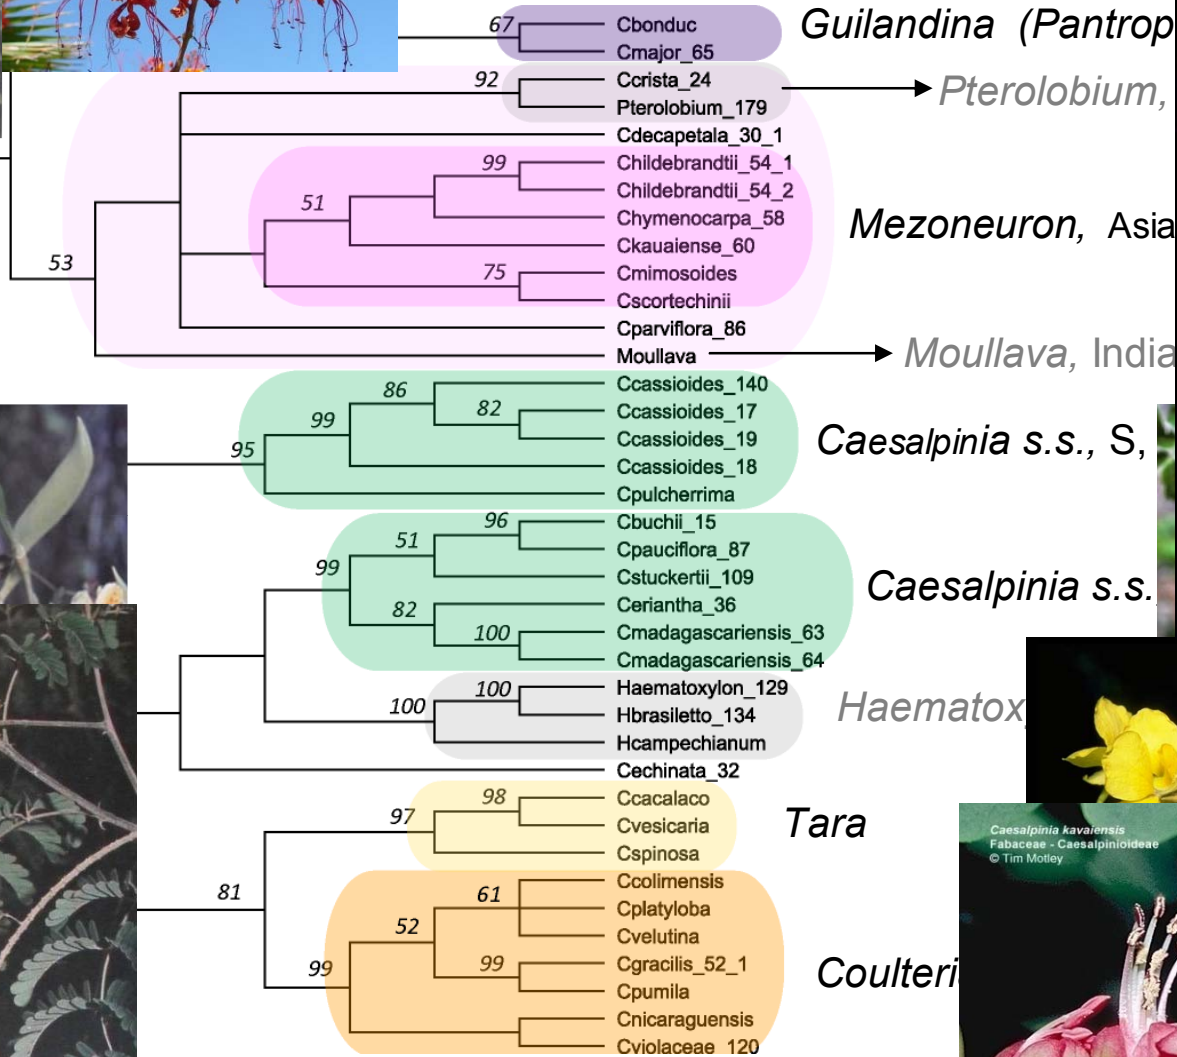 67
Cbonduc
Cmajor_65
Guilandina (Pantrop
92
Ccrista_24
Pterolobium_179
Pterolobium,
Cdecapetala_30_1
99
Childebrandtii_54_1
Childebrandtii_54_2
51
Chymenocarpa_58
Mezoneuron, Asia
Ckauaiense_60
53
75
Cmimosoides
Cscortechinii
Cparviflora_86
Moullava
Moullava, India
86
Ccassioides_140
82
Ccassioides_17
99
Ccassioides_19
Caesalpinia s.s., S,
95
Ccassioides_18
Cpulcherrima
96
Cbuchii_15
51
Cpauciflora_87
99
Cstuckertii_109
Caesalpinia s.s.
82
Ceriantha_36
100
Cmadagascariensis_63
Cmadagascariensis_64
100
Haematoxylon_129
100
Hbrasiletto_134
Haematox
Hcampechianum
Cechinata_32
98
Ccacalaco
97
Cvesicaria
Tara
Cspinosa
81
61
Ccolimensis
Cplatyloba
52
Cvelutina
99
99
Cgracilis_52_1
Coulteri
Cpumila
Cnicaraguensis
Cviolaceae_120
Caesalpinia kavaiensis
Fabaceae - Caesalpinioideae
© Tim Motley